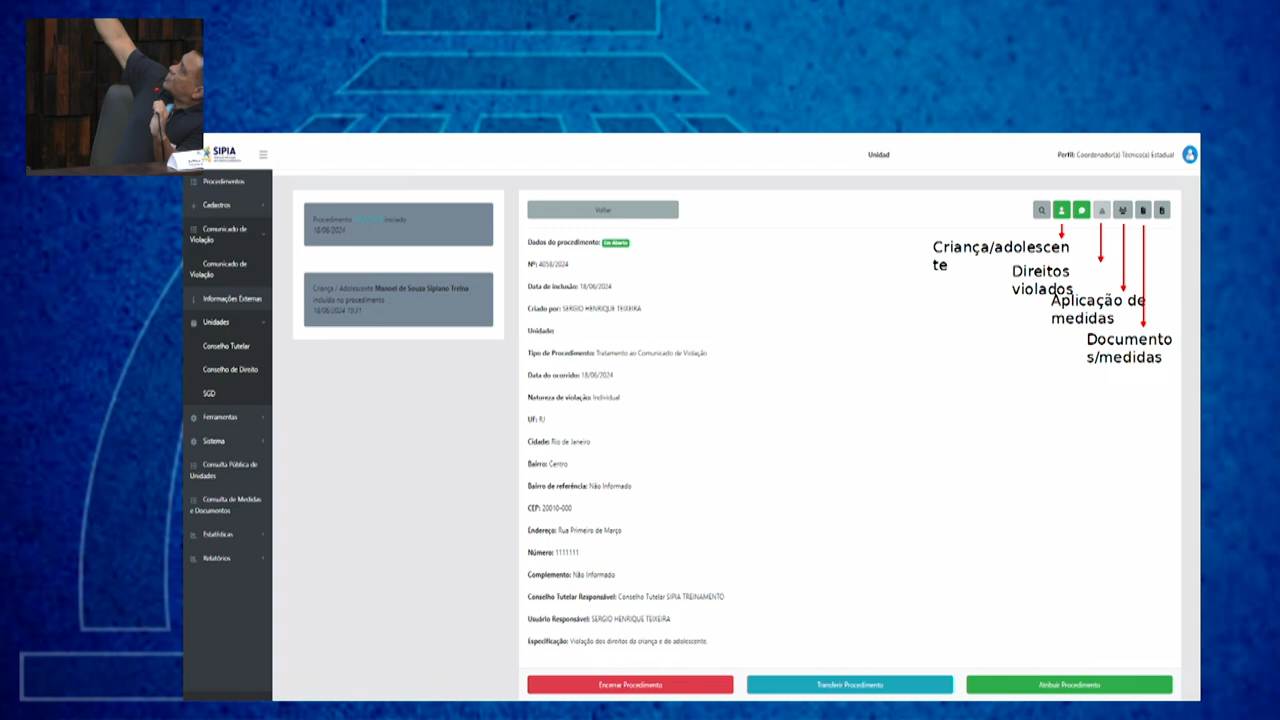 SIPIA
Unidad
Perfil: Coordenador(a) Técnico(a) Estadual
Procedimentos
Cadastros
Comunicado de
Violação
Comunicado de
Violação
Informações Externas
Unidades
Conselho Tutelar
Conselho de Direito
SGD
Ferramentas
Sistema
Consulta Pública de
Unidades
Consulta de Medidas
e Documentos
Estatísticas
Relatórios
Procedimento iniciado
18/06/2024
Criança / Adolescente Manoel de Souza Sipiano Treina
incluído no procedimento
18/06/2024 19:31
Voltar
Dados do procedimento: Em Aberto
Nº: 4058/2024
Data de inclusão: 18/06/2024
Criado por: SERGIO HENRIQUE TEIXEIRA
Unidade:
Tipo de Procedimento: Tratamento ao Comunicado de Violação
Data do ocorrido: 18/06/2024
Natureza de violação: Individual
UF: RJ
Cidade: Rio de Janeiro
Bairro: Centro
Bairro de referência: Não Informado
CEP: 20010-000
Endereço: Rua Primeiro de Março
Número: 1111111
Complemento: Não Informado
Conselho Tutelar Responsável: Conselho Tutelar SIPIA TREINAMENTO
Usuário Responsável: SERGIO HENRIQUE TEIXEIRA
Especificação: Violação dos direitos da criança e do adolescente.
Criança/adolescen
te
Direitos
violados
Aplicação de
medidas
Documento
s/medidas
Encerrar Procedimento
Transferir Procedimento
Atribuir Procedimento